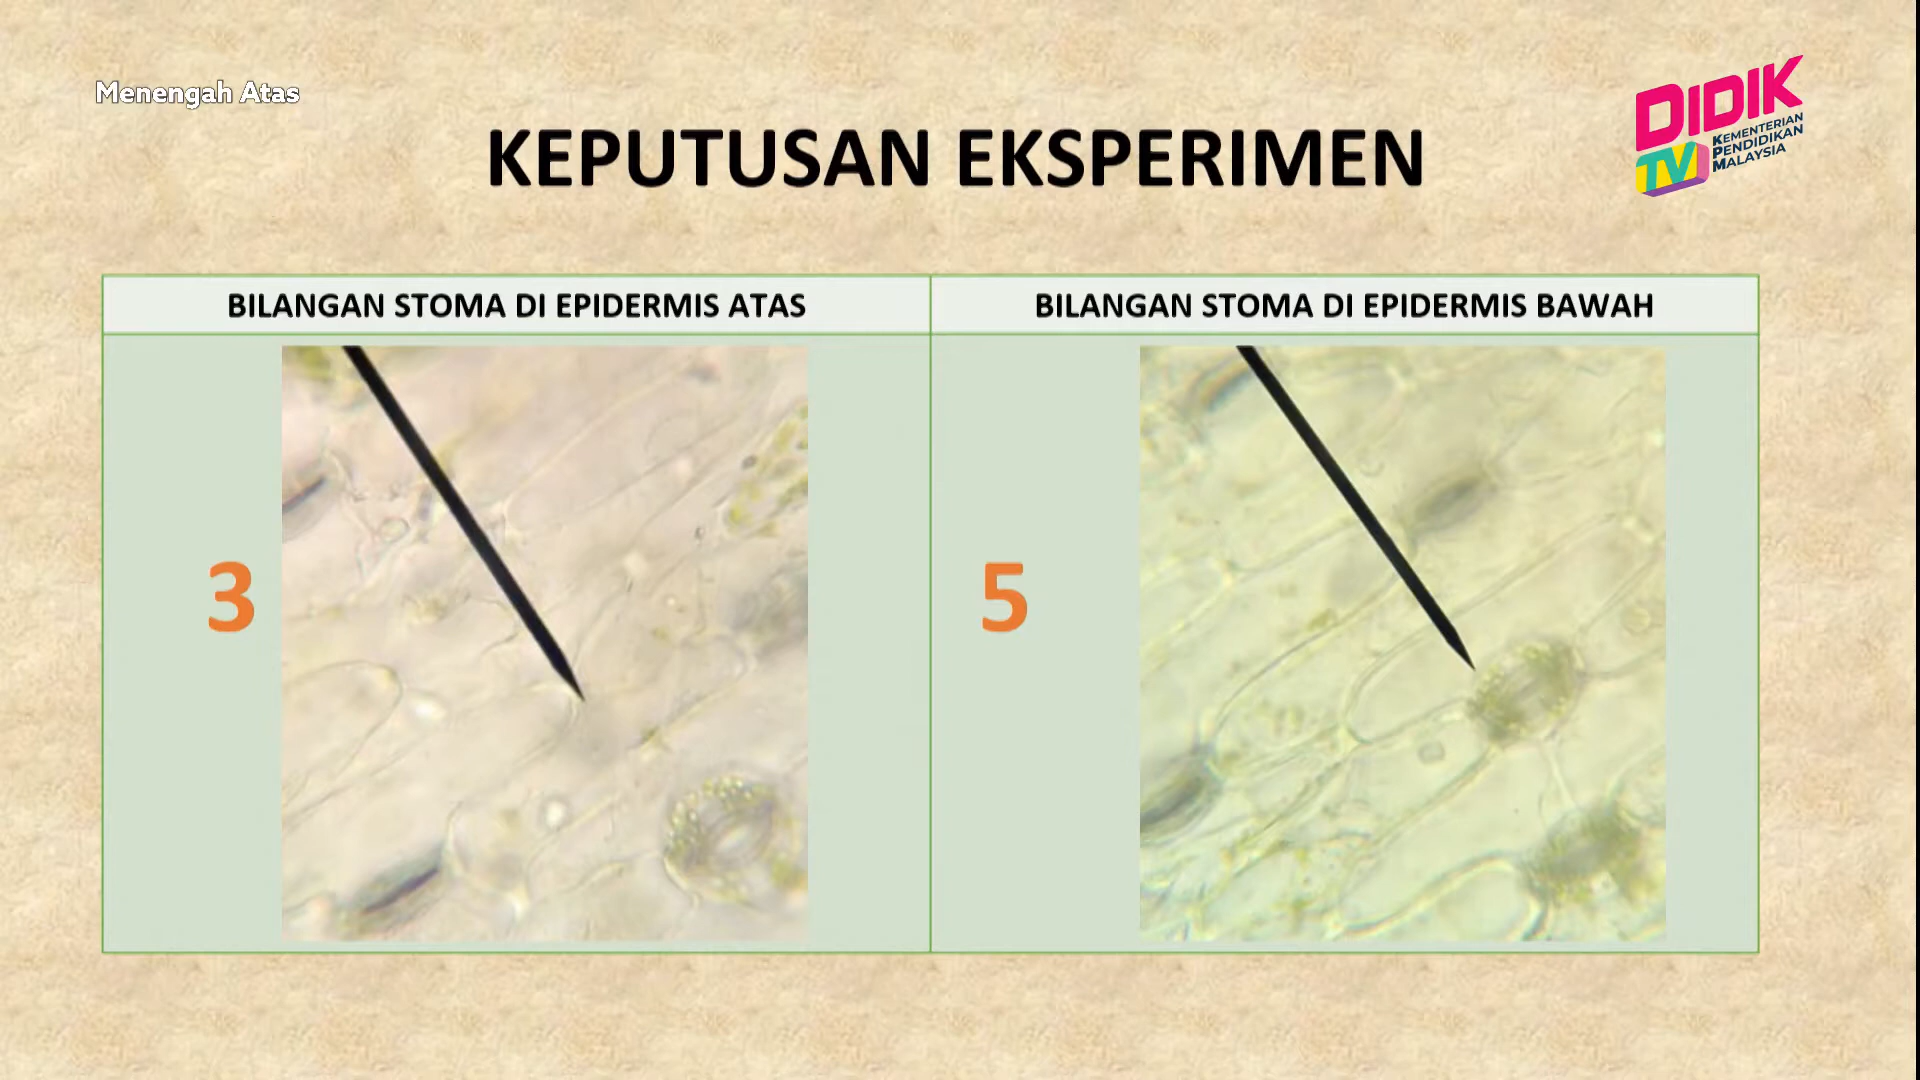 Menengah Atas
DIDIK
TV
KEMENTERIAN
PENDIDIKAN
MALAYSIA
KEPUTUSAN EKSPERIMEN
BILANGAN STOMA DI EPIDERMIS ATAS
BILANGAN STOMA DI EPIDERMIS BAWAH
3
5